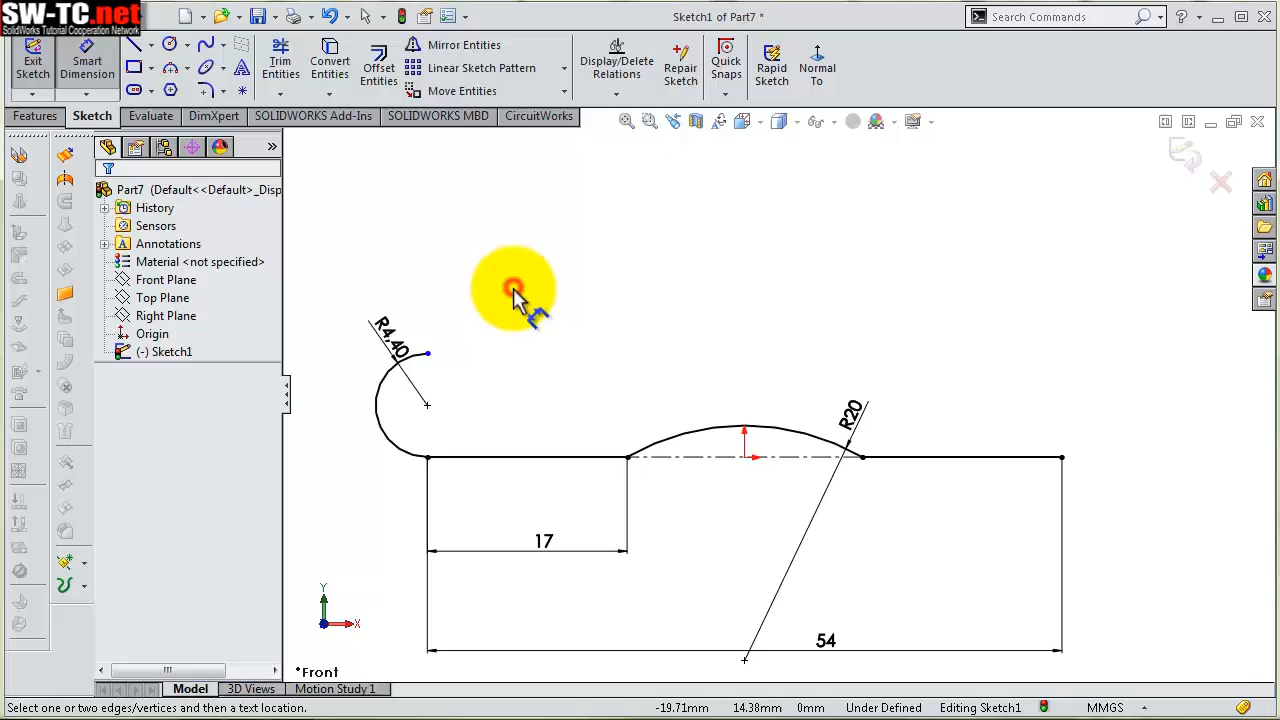 SW-TC.net
SolidWorks Tutorial Cooperation Network
Sketch1 of Part7 *
Search Commands
Exit Sketch
Smart Dimension
Trim Entities
Convert Entities
Offset Entities
Mirror Entities
Linear Sketch Pattern
Move Entities
Display/Delete Relations
Repair Sketch
Quick Snaps
Rapid Sketch
Normal To
Features
Sketch
Evaluate
DimXpert
SOLIDWORKS Add-Ins
SOLIDWORKS MBD
CircuitWorks
Part7 (Default<<Default>_Disp
History
Sensors
Annotations
Material <not specified>
Front Plane
Top Plane
Right Plane
Origin
(-) Sketch1
R4,40
R20
17
54
Y
X
*Front
Model
3D Views
Motion Study 1
Select one or two edges/vertices and then a text location.
-19.71mm
14.38mm
0mm
Under Defined
Editing Sketch1
MMGS